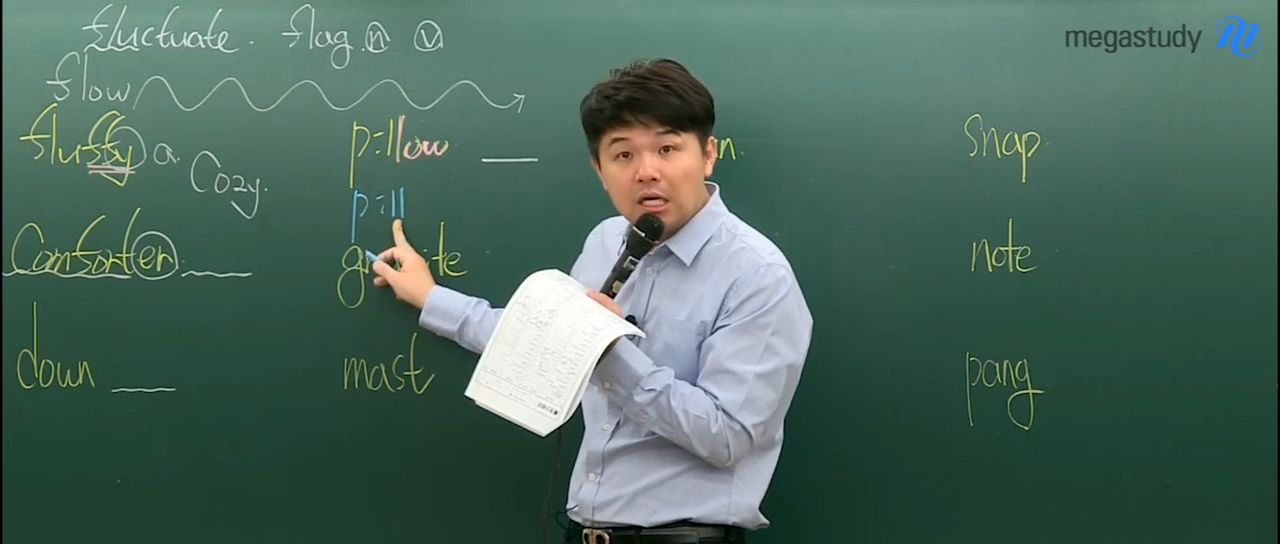 megastudy
fluctuate. flag. n v
flow
fluffy a. Cozy.
pillow
snap
pill
Comforter
note
down
mast
pang